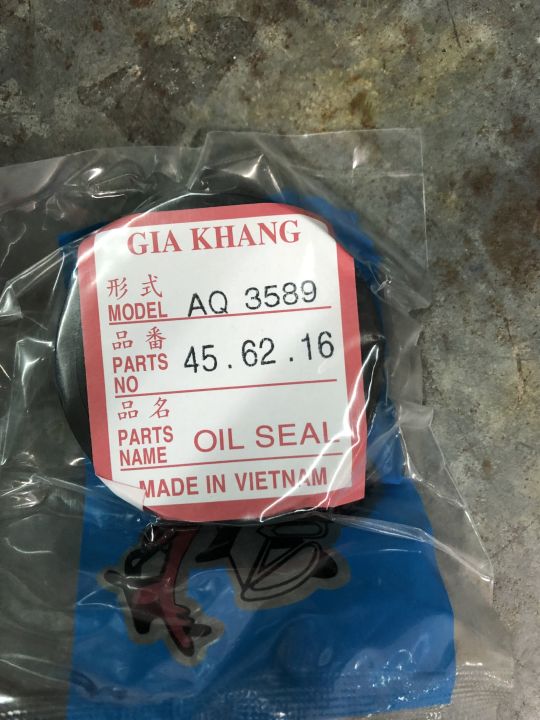 GIA KHANG
形式
MODEL AQ 3589
品番
PARTS NO 45.62.16
品名
PARTS NAME OIL SEAL
MADE IN VIETNAM